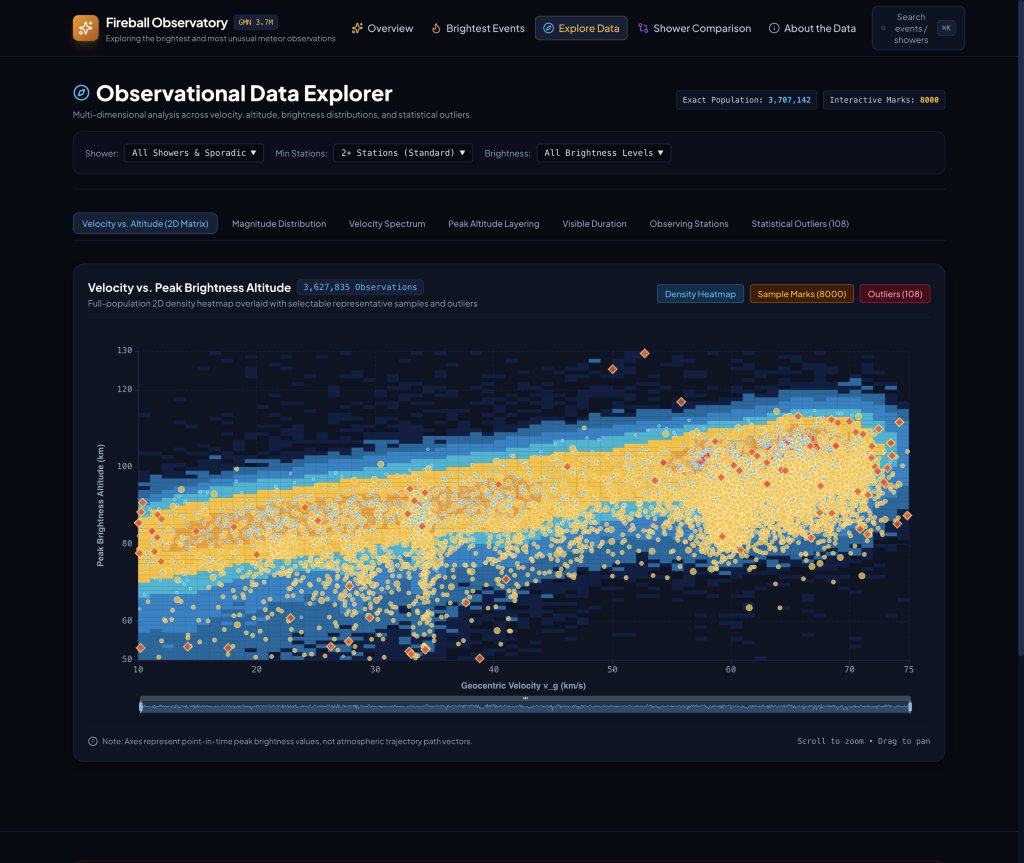 Fireball Observatory GMN 3.7M
Exploring the brightest and most unusual meteor observations
Overview
Brightest Events
Explore Data
Shower Comparison
About the Data
Search
events /
showers
⌘K
Observational Data Explorer
Multi-dimensional analysis across velocity, altitude, brightness distributions, and statistical outliers.
Exact Population: 3,707,142
Interactive Marks: 8000
Shower: All Showers & Sporadic ▼
Min Stations: 2+ Stations (Standard) ▼
Brightness: All Brightness Levels ▼
Velocity vs. Altitude (2D Matrix)
Magnitude Distribution
Velocity Spectrum
Peak Altitude Layering
Visible Duration
Observing Stations
Statistical Outliers (108)
Velocity vs. Peak Brightness Altitude 3,627,835 Observations
Full-population 2D density heatmap overlaid with selectable representative samples and outliers
Density Heatmap
Sample Marks (8000)
Outliers (108)
Peak Brightness Altitude (km)
130
120
100
80
60
50
10 20 30 40 50 60 70 75
Geocentric Velocity v_g (km/s)
Note: Axes represent point-in-time peak brightness values, not atmospheric trajectory path vectors.
Scroll to zoom • Drag to pan